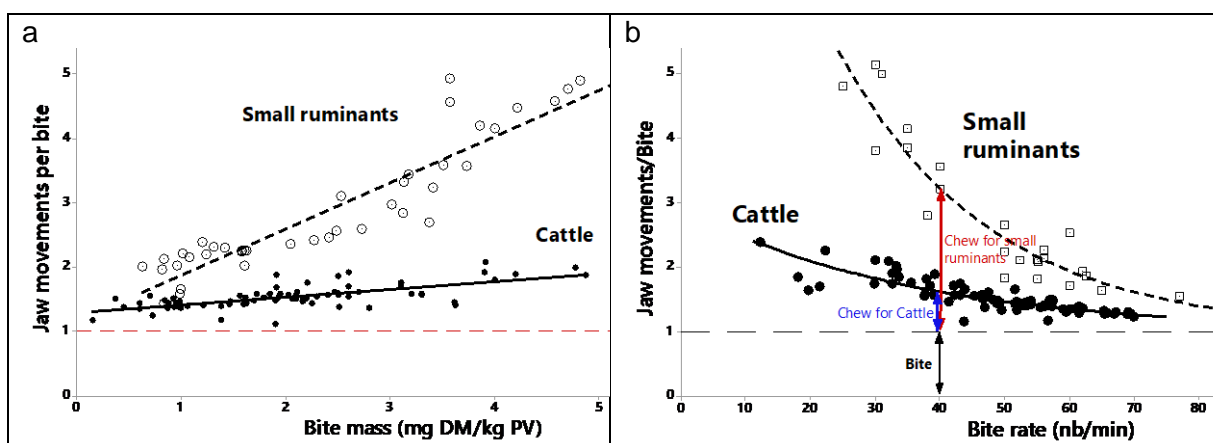 a
Jaw movements per bite
5
4
3
2
1
0
Small ruminants
Cattle
1
2
3
4
5
Bite mass (mg DM/kg PV)
b
Jaw movements/Bite
5
4
3
2
1
0
Small
ruminants
Cattle
Chew for small
ruminants
Chew for Cattle
Bite
0
10
20
30
40
50
60
70
80
Bite rate (nb/min)